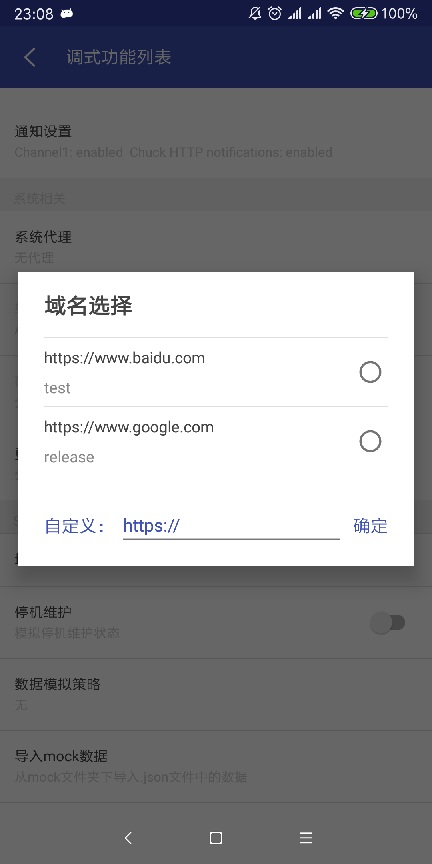 23:08 100%
调式功能列表
通知设置
Channel1: enabled Chuck HTTP notifications: enabled
系统相关
系统代理
无代理
域名选择
https://www.baidu.com
test
https://www.google.com
release
自定义： https:// 确定
停机维护
模拟停机维护状态
数据模拟策略
无
导入mock数据
从mock文件夹下导入.json文件中的数据